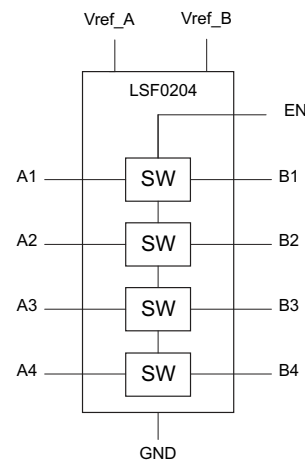 Vref_A Vref_B
LSF0204
EN
A1 SW B1
A2 SW B2
A3 SW B3
A4 SW B4
GND